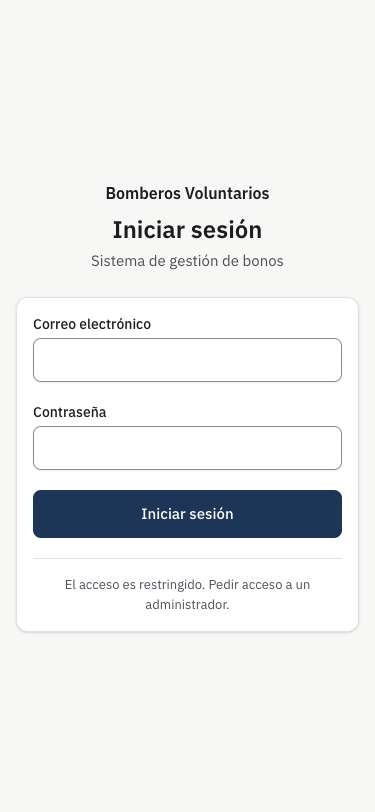 Bomberos Voluntarios
Iniciar sesión
Sistema de gestión de bonos
Correo electrónico
Contraseña
Iniciar sesión
El acceso es restringido. Pedir acceso a un
administrador.